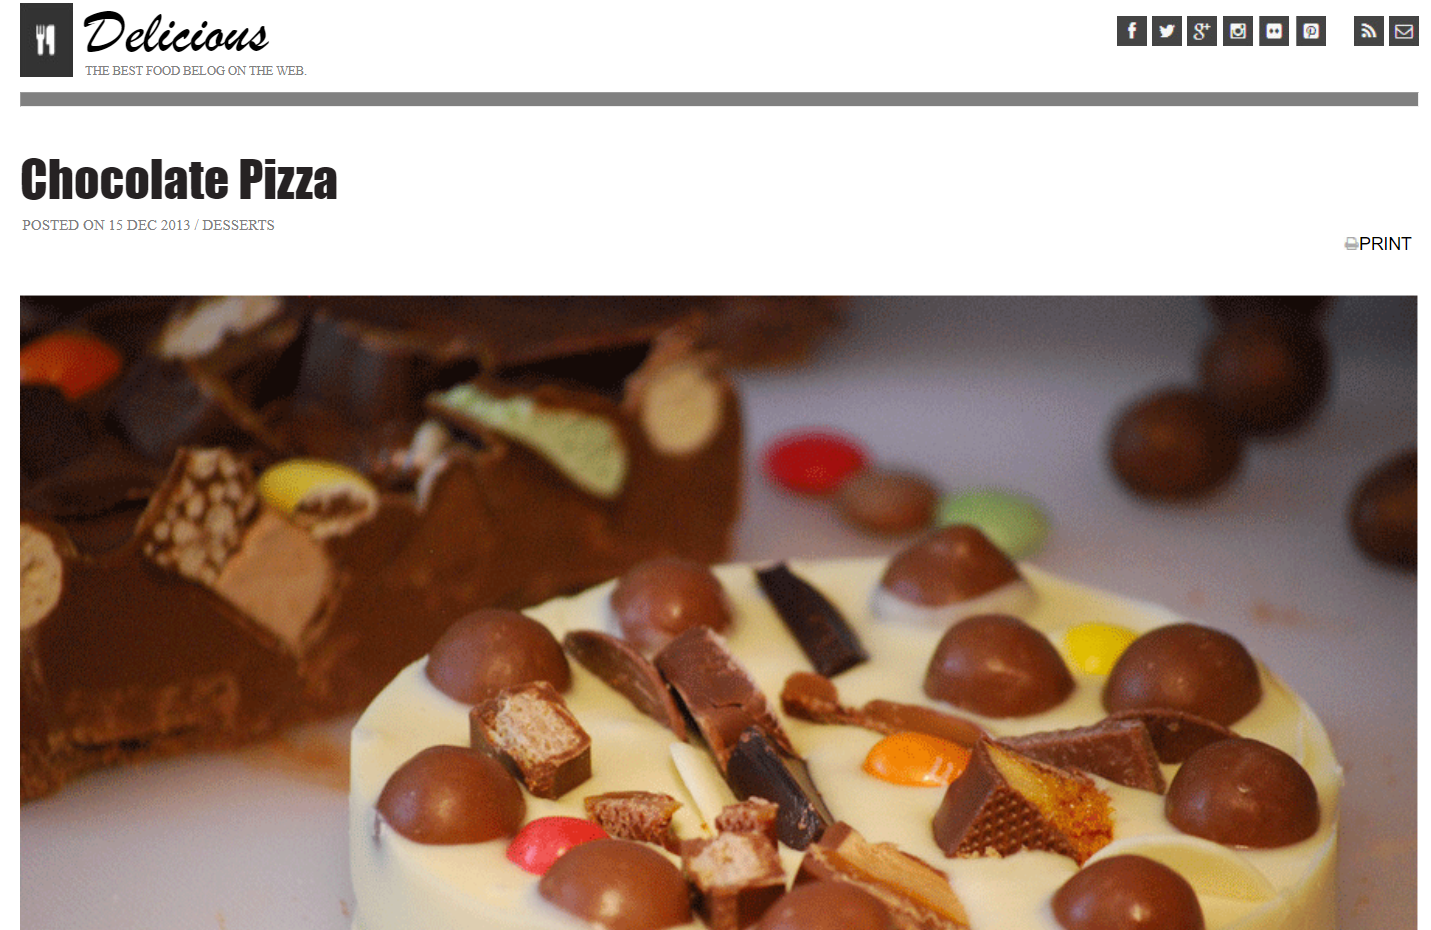 Delicious
THE BEST FOOD BELOG ON THE WEB.
Chocolate Pizza
POSTED ON 15 DEC 2013 / DESSERTS
PRINT